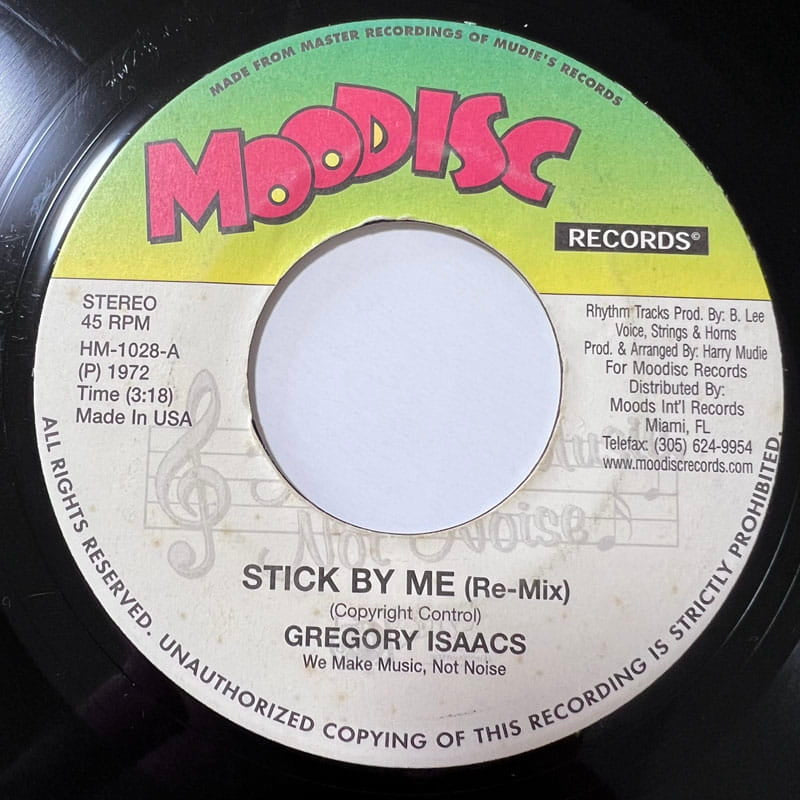 MADE FROM MASTER RECORDINGS OF MUDIE'S RECORDS
MOODISC
RECORDS©
STEREO
45 RPM
HM-1028-A
(P) 1972
Time (3:18)
Made In USA
Rhythm Tracks Prod. By: B. Lee
Voice, Strings & Horns
Prod. & Arranged By: Harry Mudie
For Moodisc Records
Distributed By:
Moods Int'l Records
Miami, FL
Telefax: (305) 624-9954
www.moodiscrecords.com
Music
Not Noise
STICK BY ME (Re-Mix)
(Copyright Control)
GREGORY ISAACS
We Make Music, Not Noise
ALL RIGHTS RESERVED. UNAUTHORIZED COPYING OF THIS RECORDING IS STRICTLY PROHIBITED.